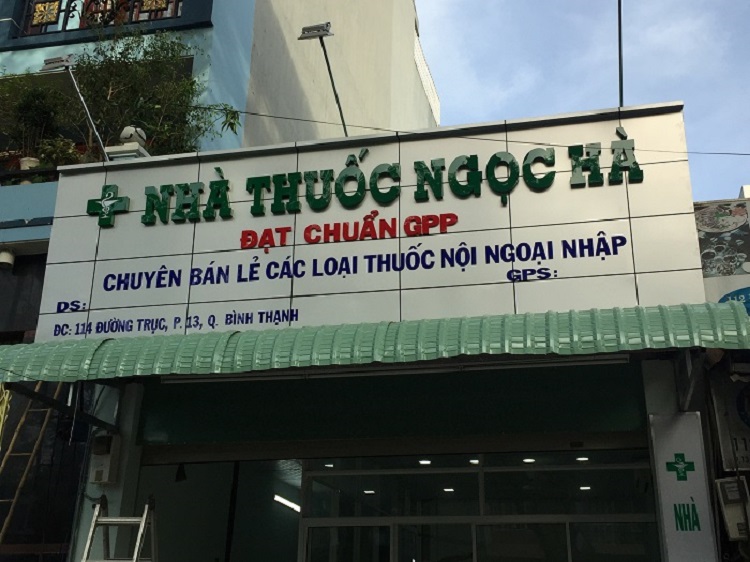 NHÀ THUỐC NGỌC HÀ
ĐẠT CHUẨN GPP
CHUYÊN BÁN LẺ CÁC LOẠI THUỐC NỘI NGOẠI NHẬP
DS:
GPS:
ĐC: 114 ĐƯỜNG TRỤC, P. 13, Q. BÌNH THẠNH
NHÀ